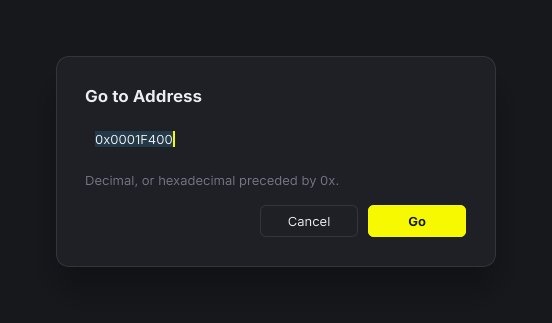 Go to Address
0x0001F400
Decimal, or hexadecimal preceded by 0x.
Cancel
Go